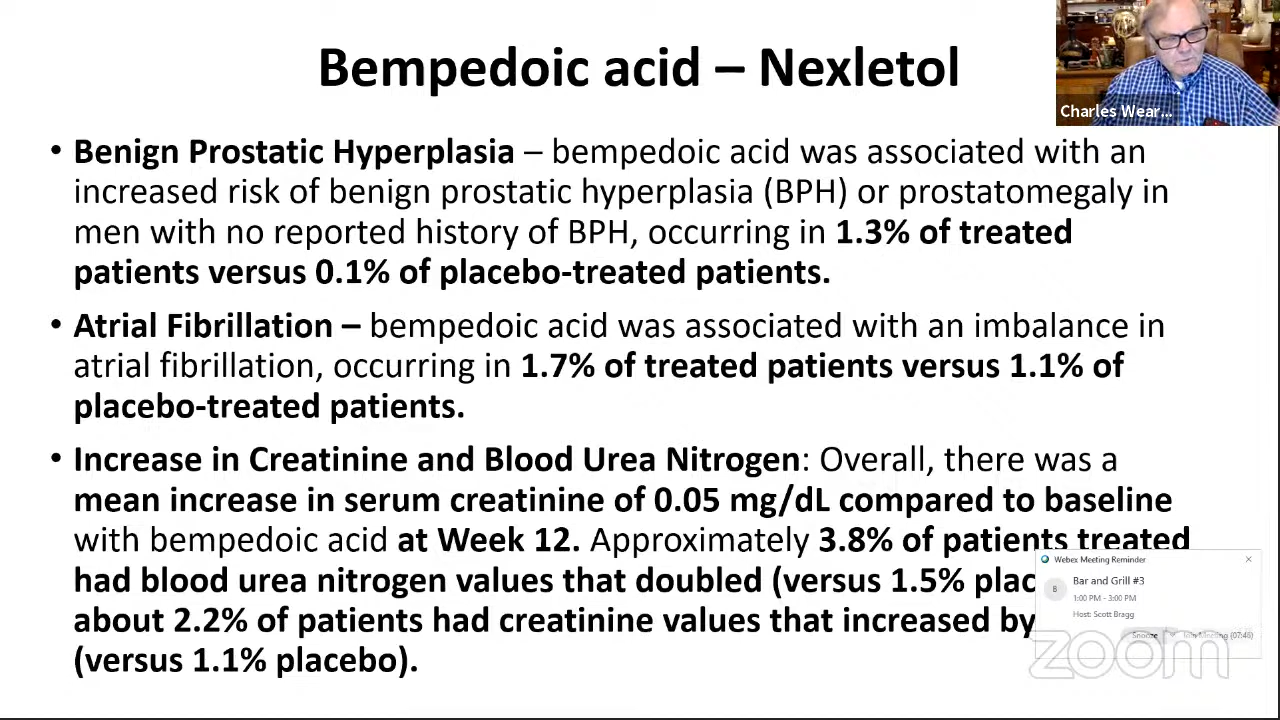 Bempedoic acid – Nexletol
Charles Wear...
• Benign Prostatic Hyperplasia – bempedoic acid was associated with an
increased risk of benign prostatic hyperplasia (BPH) or prostatomegaly in
men with no reported history of BPH, occurring in 1.3% of treated
patients versus 0.1% of placebo-treated patients.
• Atrial Fibrillation – bempedoic acid was associated with an imbalance in
atrial fibrillation, occurring in 1.7% of treated patients versus 1.1% of
placebo-treated patients.
• Increase in Creatinine and Blood Urea Nitrogen: Overall, there was a
mean increase in serum creatinine of 0.05 mg/dL compared to baseline
with bempedoic acid at Week 12. Approximately 3.8% of patients treated
had blood urea nitrogen values that doubled (versus 1.5% plac
about 2.2% of patients had creatinine values that increased by
(versus 1.1% placebo).
Webex Meeting Reminder
B
Bar and Grill #3
1:00 PM - 3:00 PM
Host: Scott Bragg
Snooze
Join Meeting (07:46)
zoom